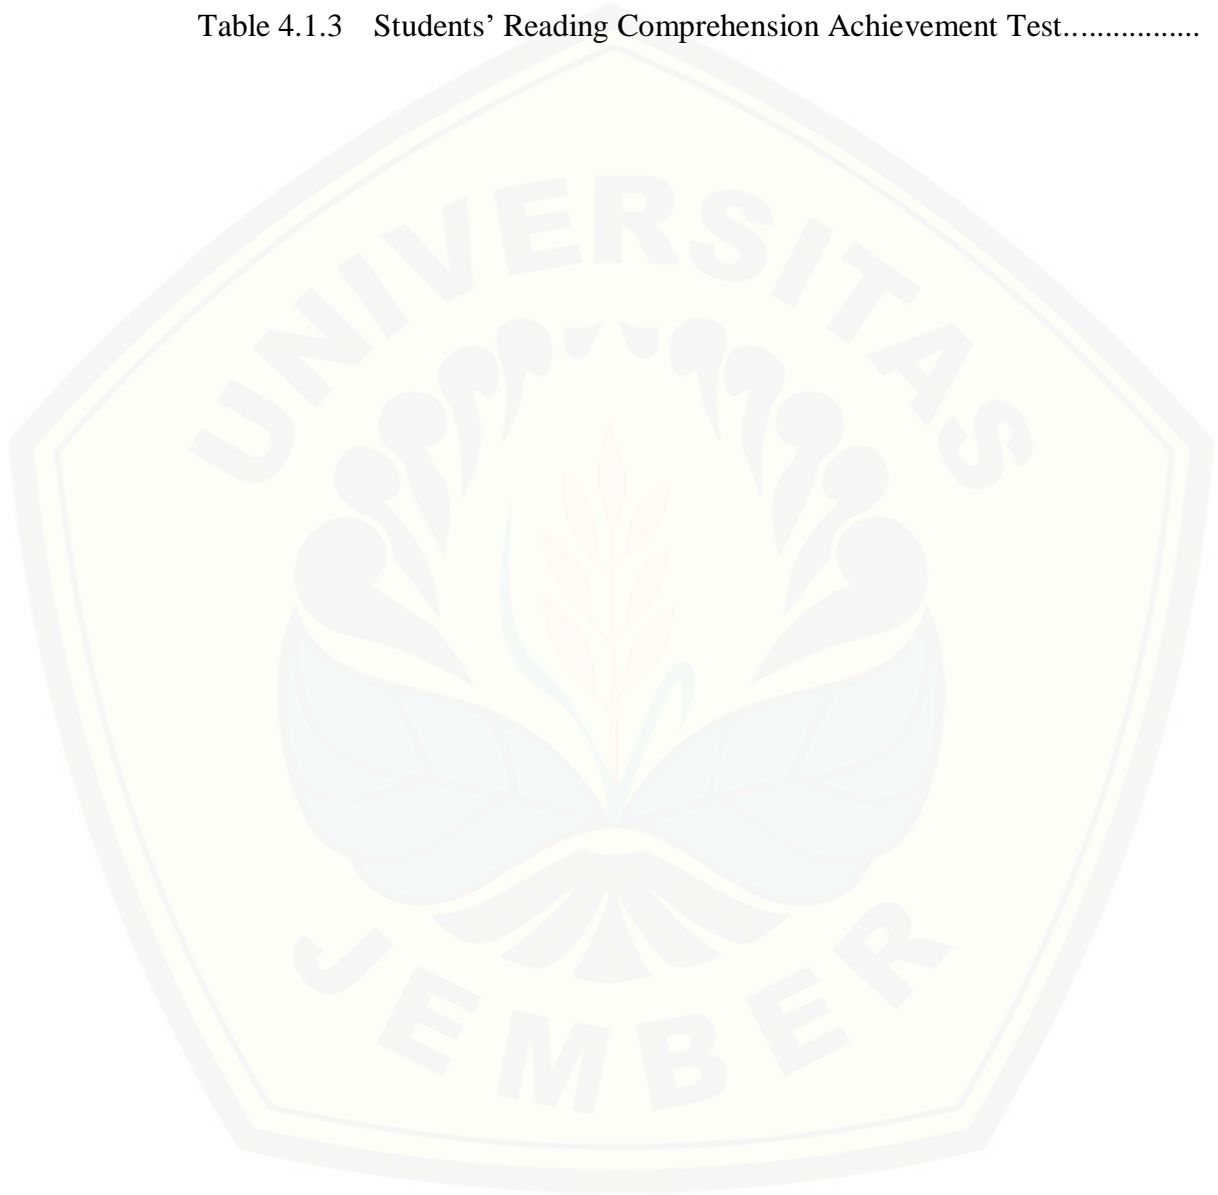 Table 4.1.3 Students’ Reading Comprehension Achievement Test................
UNIVERSITAS
JEMBER